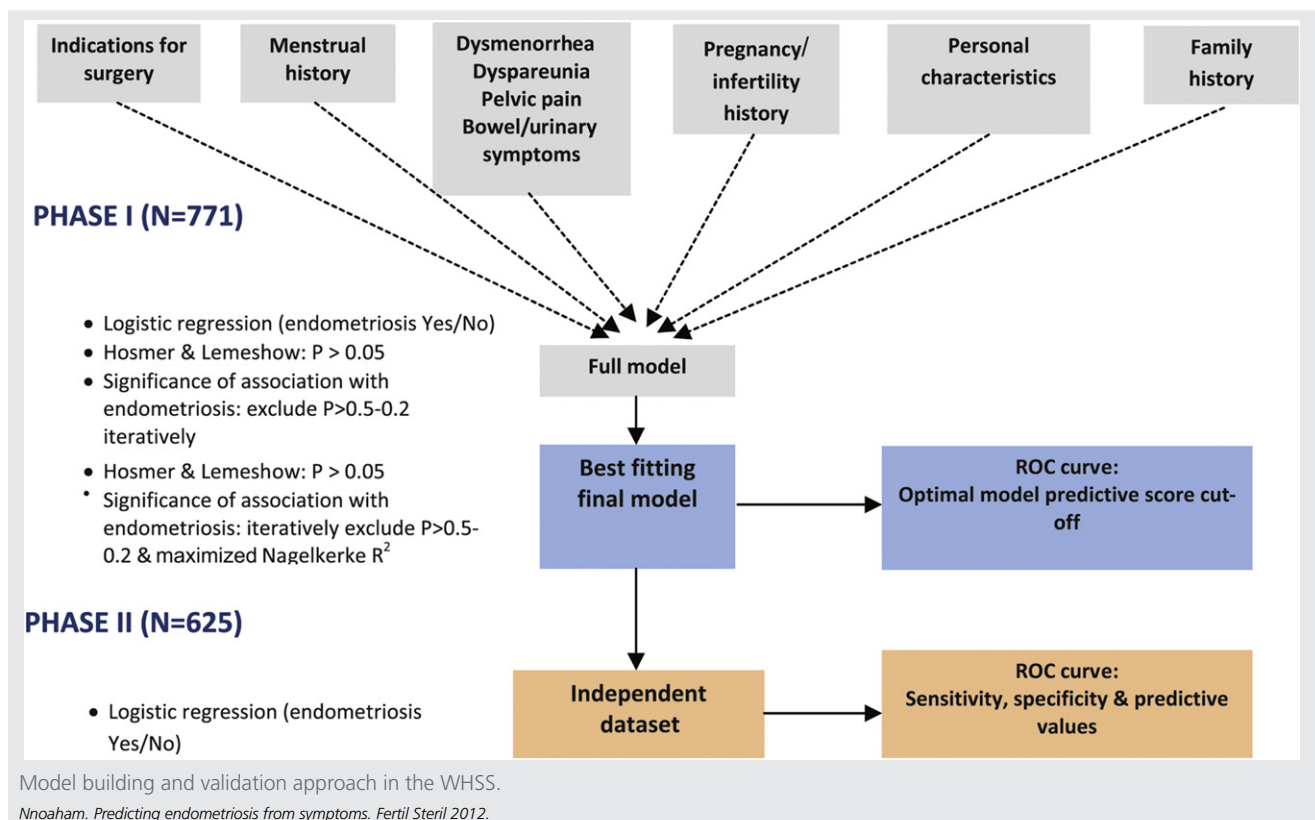 Indications for
surgery
Menstrual
history
Dysmenorrhea
Dyspareunia
Pelvic pain
Bowel/urinary
symptoms
Pregnancy/
infertility
history
Personal
characteristics
Family
history
PHASE I (N=771)
• Logistic regression (endometriosis Yes/No)
• Hosmer & Lemeshow: P > 0.05
• Significance of association with
endometriosis: exclude P>0.5-0.2
iteratively
• Hosmer & Lemeshow: P > 0.05
• Significance of association with
endometriosis: iteratively exclude P>0.5-
0.2 & maximized Nagelkerke R²
Full model
Best fitting
final model
ROC curve:
Optimal model predictive score cut-
off
PHASE II (N=625)
• Logistic regression (endometriosis
Yes/No)
Independent
dataset
ROC curve:
Sensitivity, specificity & predictive
values
Model building and validation approach in the WHSS.
Nnoaham. Predicting endometriosis from symptoms. Fertil Steril 2012.